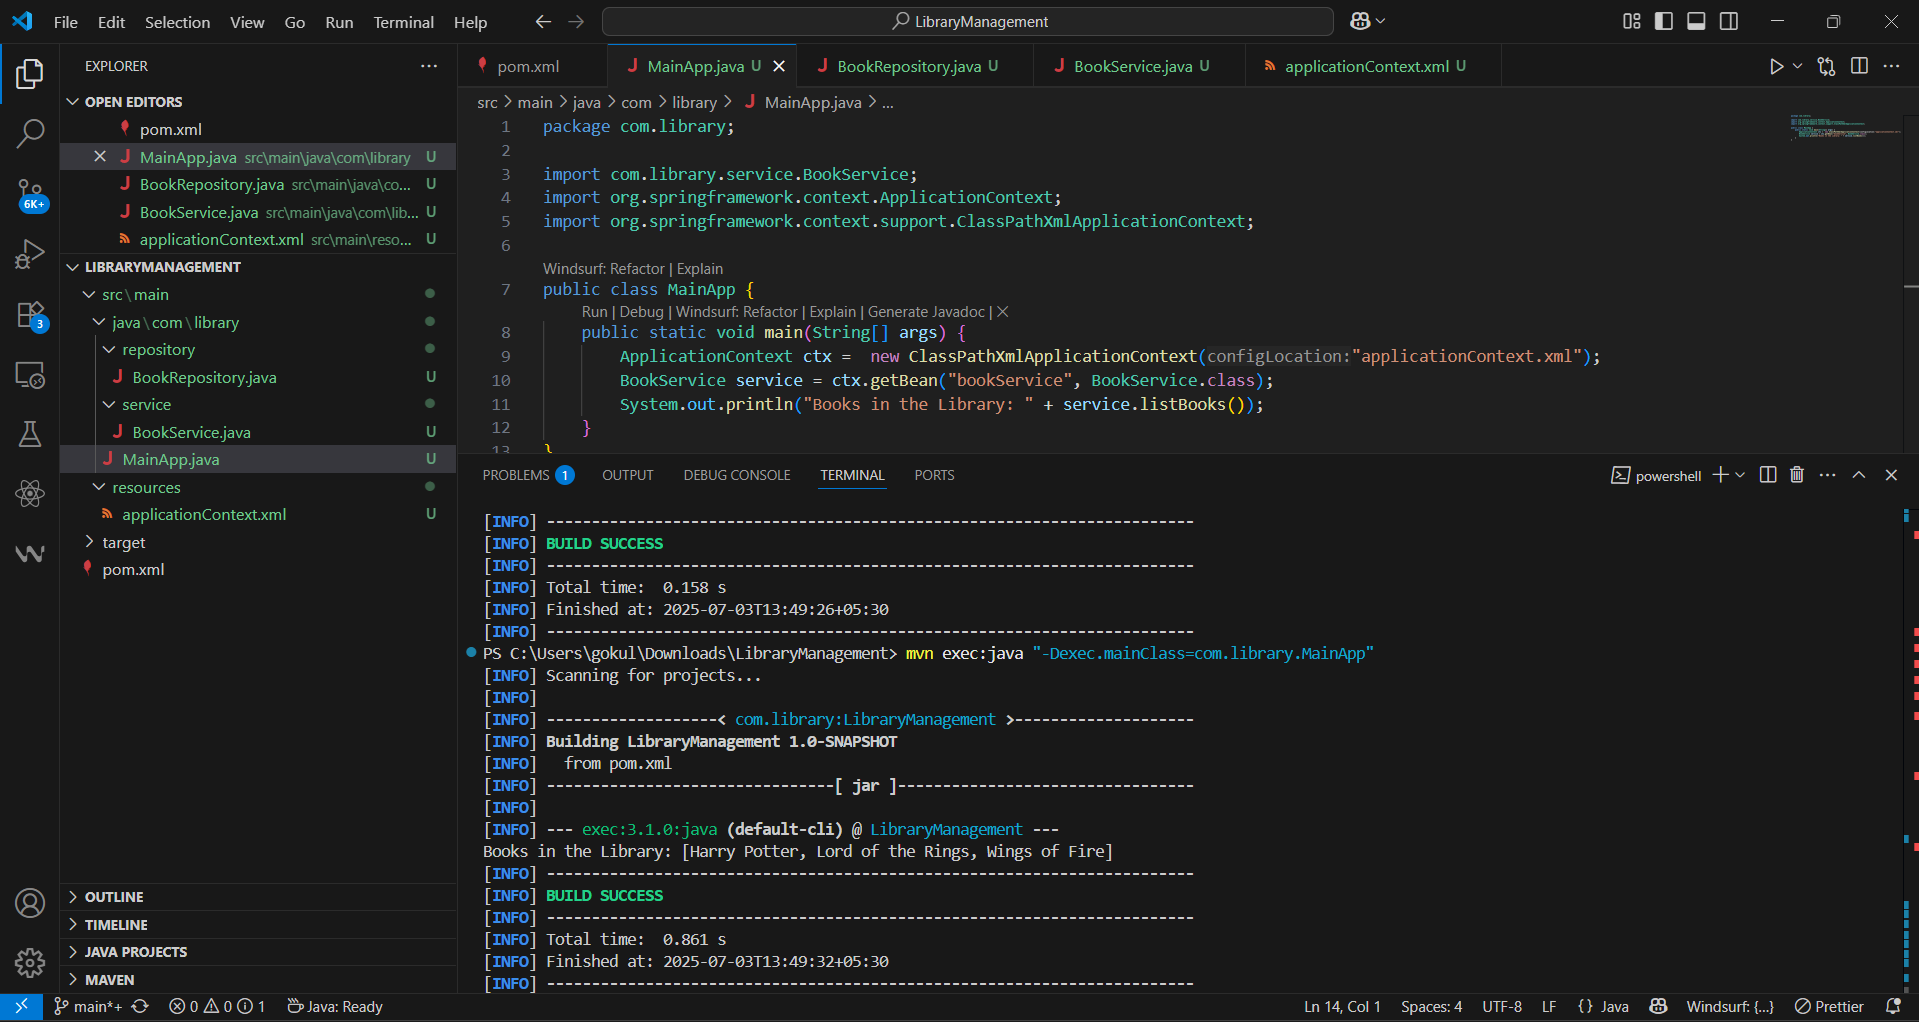 File Edit Selection View Go Run Terminal Help
LibraryManagement
EXPLORER
OPEN EDITORS
pom.xml
MainApp.java src\main\java\com\library U
BookRepository.java src\main\java\co... U
BookService.java src\main\java\com\lib... U
applicationContext.xml src\main\reso... U
LIBRARYMANAGEMENT
src\main
java\com\library
repository
BookRepository.java U
service
BookService.java U
MainApp.java U
resources
applicationContext.xml U
target
pom.xml
OUTLINE
TIMELINE
JAVA PROJECTS
MAVEN
6K+
3
pom.xml MainApp.java U BookRepository.java U BookService.java U applicationContext.xml U
src > main > java > com > library > MainApp.java > ...
1 package com.library;
2
3 import com.library.service.BookService;
4 import org.springframework.context.ApplicationContext;
5 import org.springframework.context.support.ClassPathXmlApplicationContext;
6
Windsurf: Refactor | Explain
7 public class MainApp {
Run | Debug | Windsurf: Refactor | Explain | Generate Javadoc | ✕
8 public static void main(String[] args) {
9 ApplicationContext ctx =  new ClassPathXmlApplicationContext(configLocation:"applicationContext.xml");
10 BookService service = ctx.getBean("bookService", BookService.class);
11 System.out.println("Books in the Library: " + service.listBooks());
12 }
13 }
PROBLEMS 1 OUTPUT DEBUG CONSOLE TERMINAL PORTS
powershell
[INFO] ------------------------------------------------------------------------
[INFO] BUILD SUCCESS
[INFO] ------------------------------------------------------------------------
[INFO] Total time:  0.158 s
[INFO] Finished at: 2025-07-03T13:49:26+05:30
[INFO] ------------------------------------------------------------------------
PS C:\Users\gokul\Downloads\LibraryManagement> mvn exec:java "-Dexec.mainClass=com.library.MainApp"
[INFO] Scanning for projects...
[INFO]
[INFO] -------------------< com.library:LibraryManagement >--------------------
[INFO] Building LibraryManagement 1.0-SNAPSHOT
[INFO]   from pom.xml
[INFO] --------------------------------[ jar ]---------------------------------
[INFO]
[INFO] --- exec:3.1.0:java (default-cli) @ LibraryManagement ---
Books in the Library: [Harry Potter, Lord of the Rings, Wings of Fire]
[INFO] ------------------------------------------------------------------------
[INFO] BUILD SUCCESS
[INFO] ------------------------------------------------------------------------
[INFO] Total time:  0.861 s
[INFO] Finished at: 2025-07-03T13:49:32+05:30
[INFO] ------------------------------------------------------------------------
main*+ 0 0 1 Java: Ready Ln 14, Col 1 Spaces: 4 UTF-8 LF {} Java Windsurf: {...} Prettier